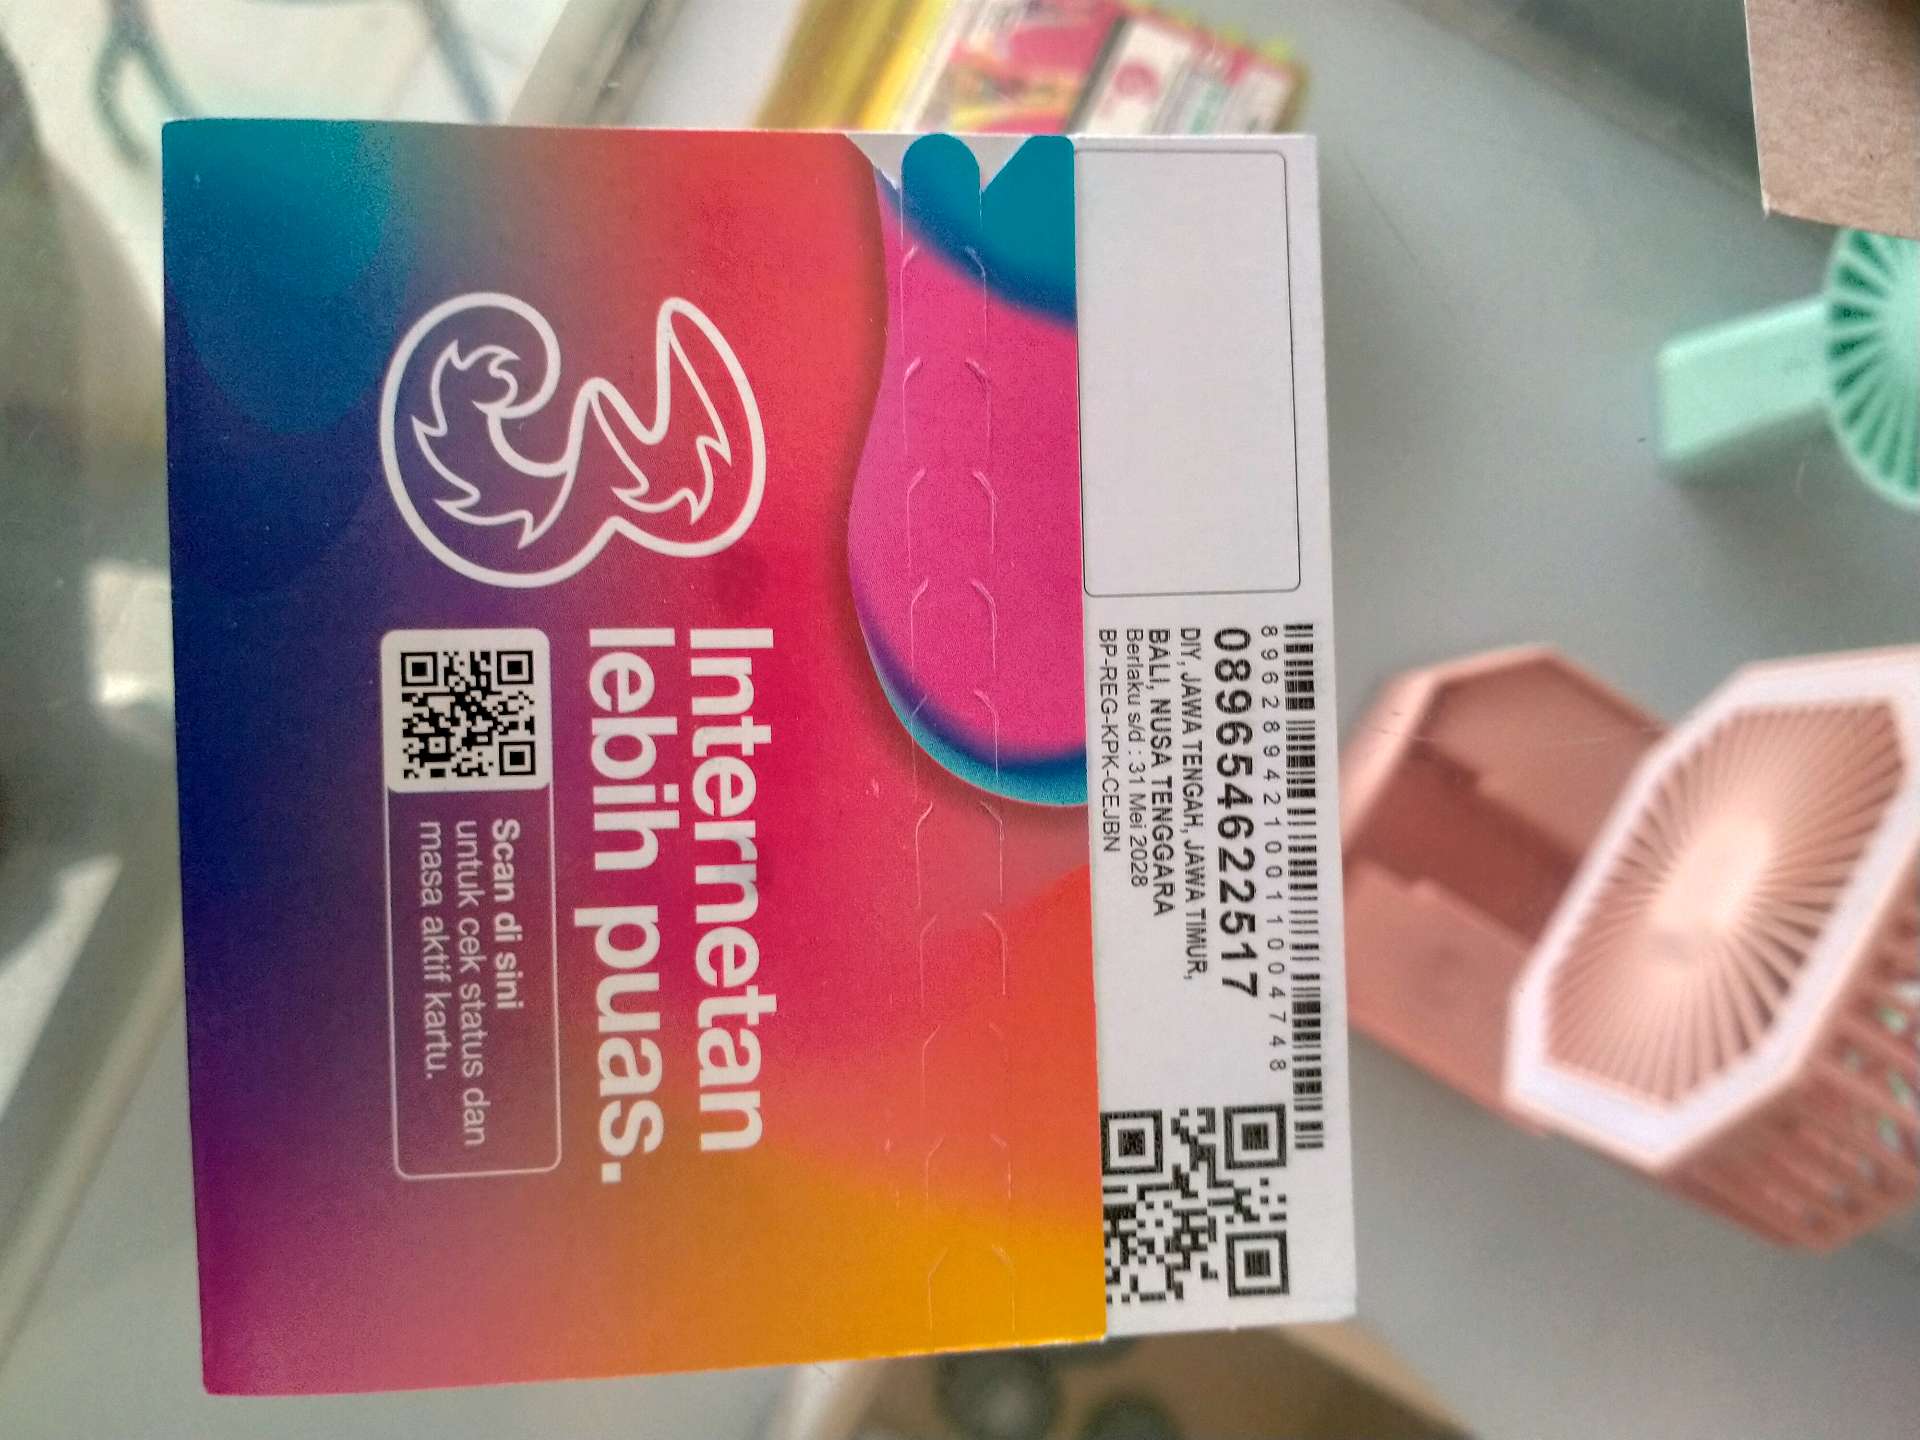 Internetan
lebih puas.
Scan di sini
untuk cek status dan
masa aktif kartu.
8962894210011004748
089654622517
DIY, JAWA TENGAH, JAWA TIMUR,
BALI, NUSA TENGGARA
Berlaku s/d : 31 Mei 2028
BP-REG-KPK-CEJBN